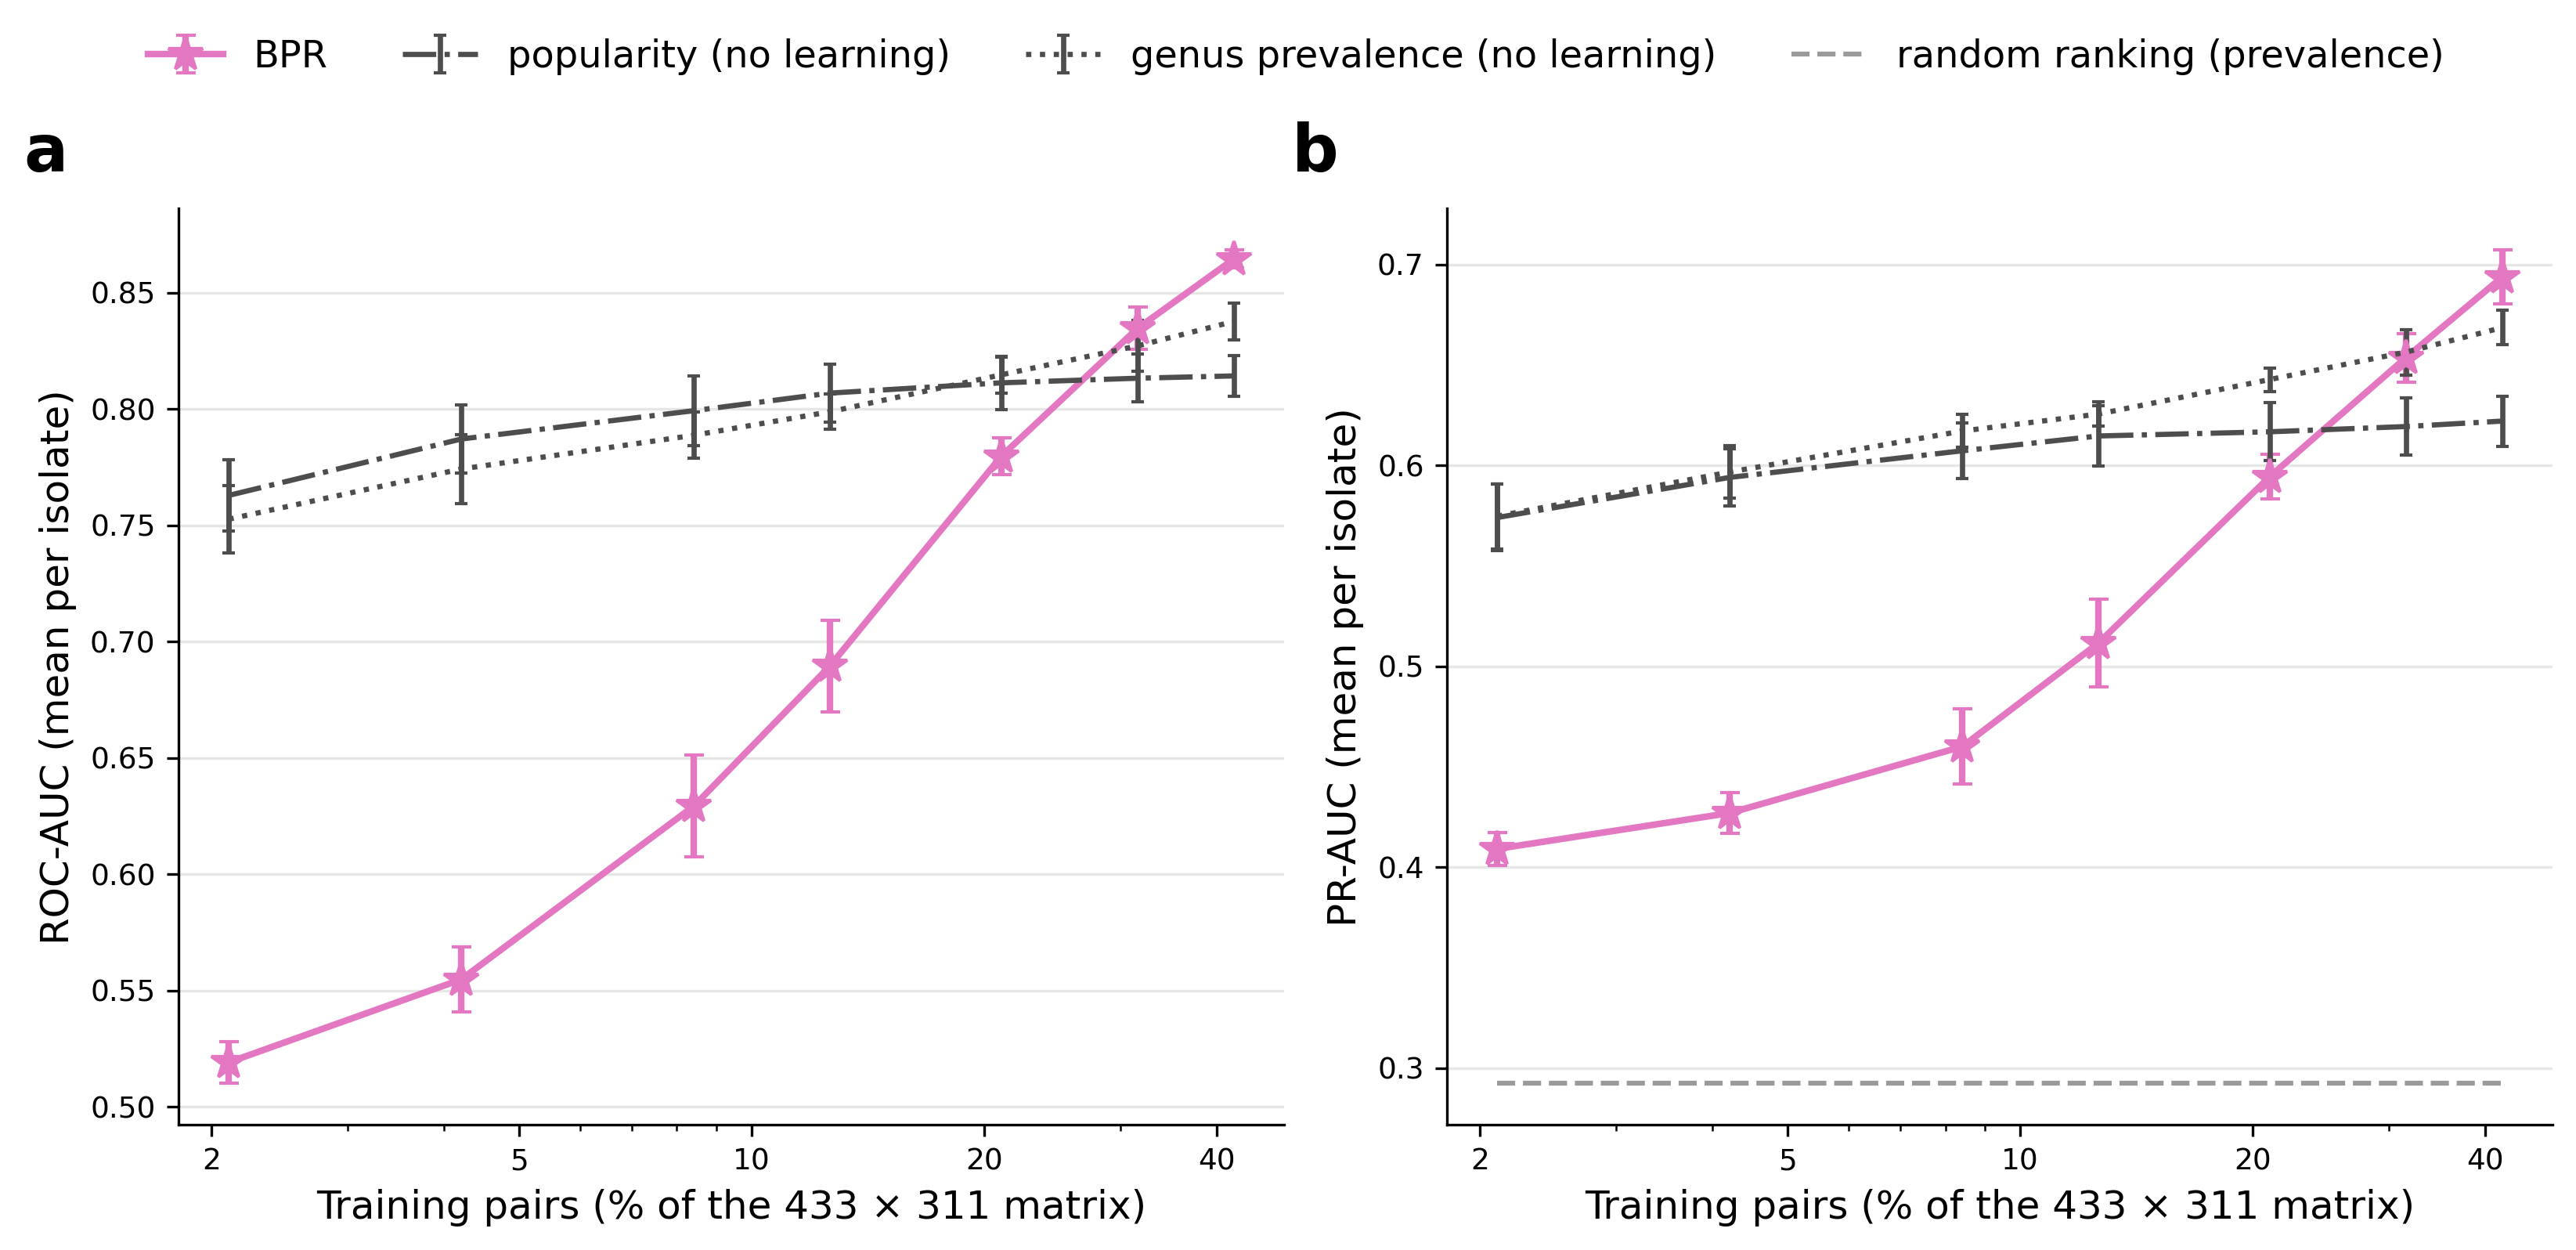 BPR popularity (no learning) genus prevalence (no learning) random ranking (prevalence)
a
ROC-AUC (mean per isolate)
0.85
0.80
0.75
0.70
0.65
0.60
0.55
0.50
2 5 10 20 40
Training pairs (% of the 433 × 311 matrix)
b
PR-AUC (mean per isolate)
0.7
0.6
0.5
0.4
0.3
2 5 10 20 40
Training pairs (% of the 433 × 311 matrix)